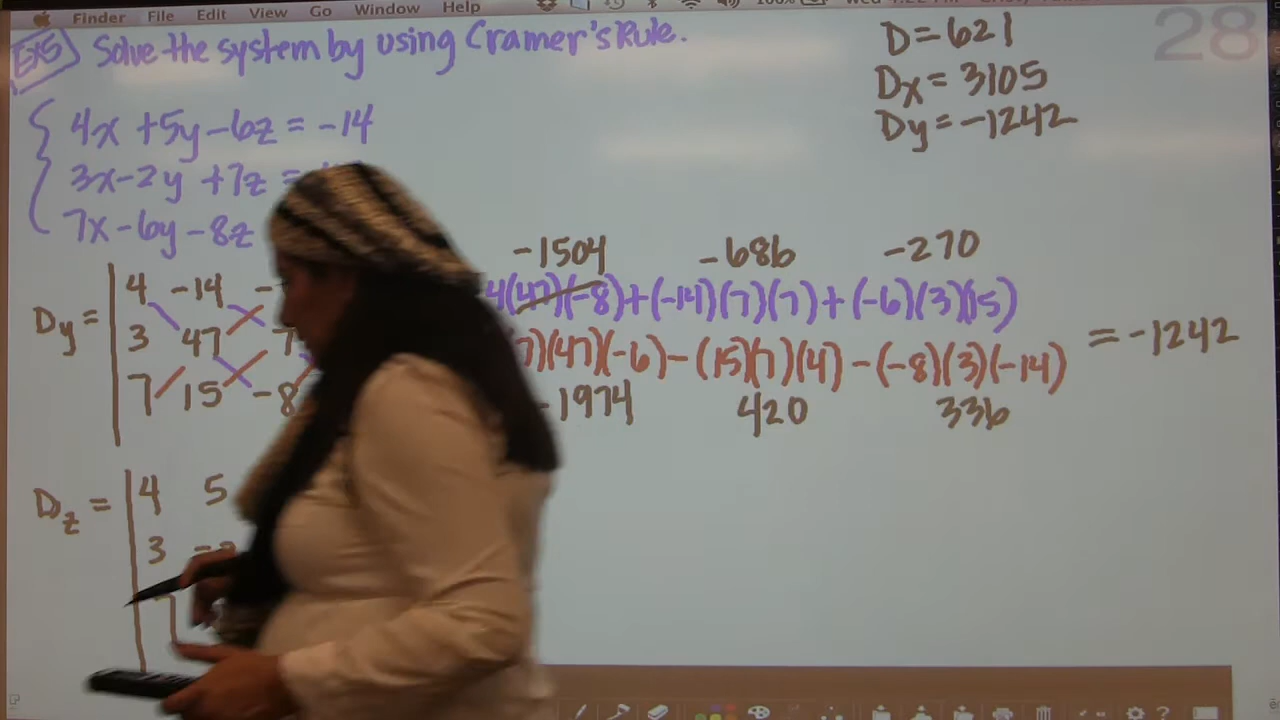 Finder File Edit View Go Window Help
28
EX5 Solve the system by using Cramer's Rule.
D = 621
Dx = 3105
Dy = -1242
4x + 5y - 6z = -14
3x - 2y + 7z =
7x - 6y - 8z
-1504 -686 -270
4(47)(-8) + (-14)(7)(7) + (-6)(3)(15)
7)(47)(-6) - (15)(7)(4) - (-8)(3)(-14)
= -1242
-1974 420 336
Dy =
4 -14 -
3 47 7
7 15 -8
Dz =
4 5
3